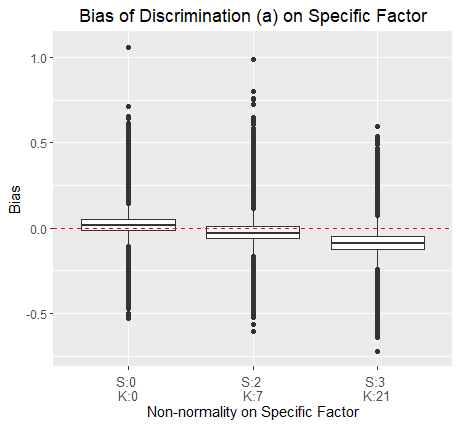 Bias of Discrimination (a) on Specific Factor
Bias
1.0
0.5
0.0
-0.5
S:0
K:0
S:2
K:7
S:3
K:21
Non-normality on Specific Factor